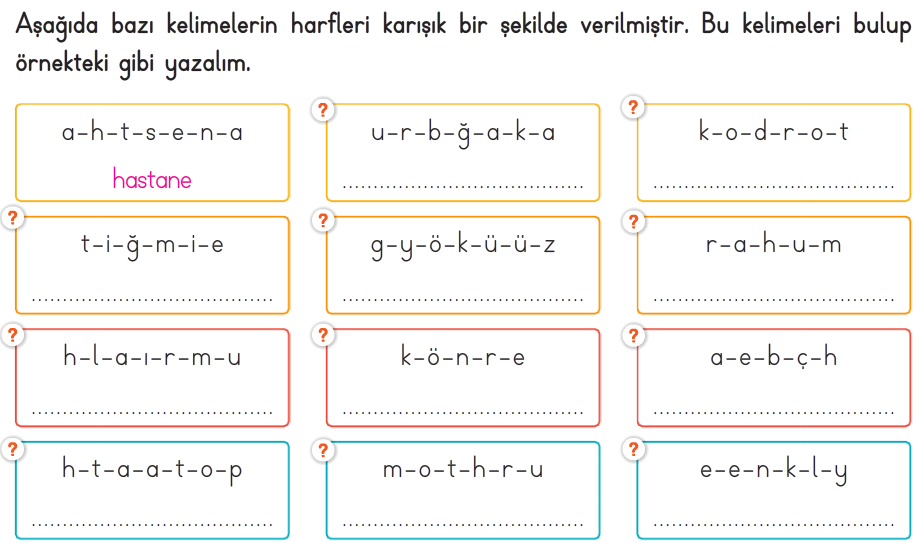 Aşağıda bazı kelimelerin harfleri karışık bir şekilde verilmiştir. Bu kelimeleri bulup
örnekteki gibi yazalım.
a-h-t-s-e-n-a
hastane
?
u-r-b-ğ-a-k-a
........................................
?
k-o-d-r-o-t
........................................
?
t-i-ğ-m-i-e
........................................
?
g-y-ö-k-ü-ü-z
........................................
?
r-a-h-u-m
........................................
?
h-l-a-ı-r-m-u
........................................
?
k-ö-n-r-e
........................................
?
a-e-b-ç-h
........................................
?
h-t-a-a-t-o-p
........................................
?
m-o-t-h-r-u
........................................
?
e-e-n-k-l-y
........................................